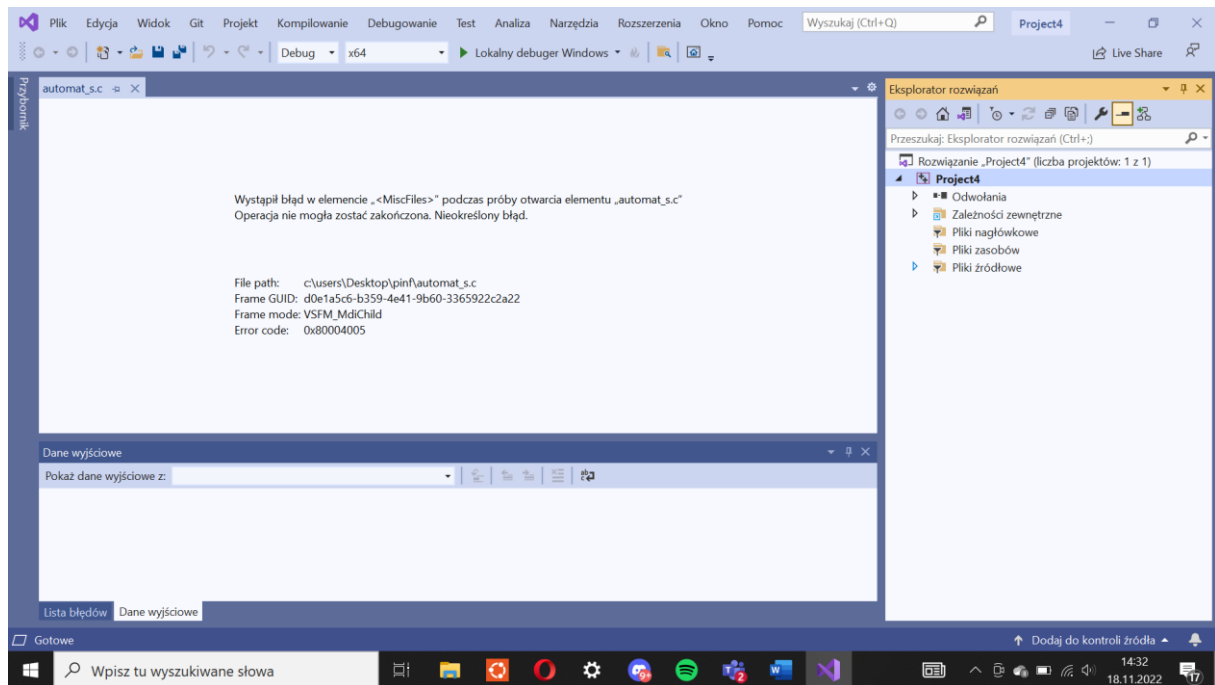 Plik Edycja Widok Git Projekt Kompilowanie Debugowanie Test Analiza Narzędzia Rozszerzenia Okno Pomoc Wyszukaj (Ctrl+Q) Project4
Debug x64 Lokalny debuger Windows Live Share
Przybornik
automat_s.c
Wystąpił błąd w elemencie „<MiscFiles>” podczas próby otwarcia elementu „automat_s.c”
Operacja nie mogła zostać zakończona. Nieokreślony błąd.
File path: c:\users\Desktop\pinf\automat_s.c
Frame GUID: d0e1a5c6-b359-4e41-9b60-3365922c2a22
Frame mode: VSFM_MdiChild
Error code: 0x80004005
Dane wyjściowe
Pokaż dane wyjściowe z:
Lista błędów Dane wyjściowe
Eksplorator rozwiązań
Przeszukaj: Eksplorator rozwiązań (Ctrl+;)
Rozwiązanie „Project4” (liczba projektów: 1 z 1)
Project4
Odwołania
Zależności zewnętrzne
Pliki nagłówkowe
Pliki zasobów
Pliki źródłowe
Gotowe Dodaj do kontroli źródła
Wpisz tu wyszukiwane słowa
14:32
18.11.2022
17